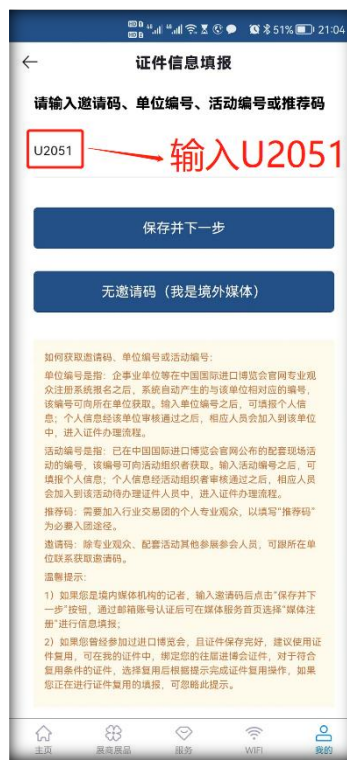 51% 21:04
证件信息填报
请输入邀请码、单位编号、活动编号或推荐码
U2051
输入U2051
保存并下一步
无邀请码（我是境外媒体）
如何获取邀请码、单位编号或活动编号：
单位编号是指：企事业单位等在中国国际进口博览会官网专业观
众注册系统报名之后，系统自动产生的与该单位相对应的编号，
该编号可向所在单位获取。输入单位编号之后，可填报个人信
息；个人信息经该单位审核通过之后，相应人员会加入到该单位
中，进入证件办理流程。
活动编号是指：已在中国国际进口博览会官网公布的配套现场活
动的编号，该编号可向活动组织者获取。输入活动编号之后，可
填报个人信息；个人信息经活动组织者审核通过之后，相应人员
会加入到该活动待办理证件人员中，进入证件办理流程。
推荐码：需要加入行业交易团的个人专业观众，以填写“推荐码”
为必要入团途径。
邀请码：除专业观众、配套活动其他参展参会人员，可跟所在单
位联系获取邀请码。
温馨提示：
1）如果您是境内媒体机构的记者，输入邀请码后点击“保存并下
一步”按钮，通过邮箱账号认证后可在媒体服务首页选择“媒体注
册”进行信息填报；
2）如果您曾经参加过进口博览会，且证件保存完好，建议使用证
件复用，可在我的证件中，绑定您的往届进博会证件，对于符合
复用条件的证件，选择复用后根据提示完成证件复用操作，如果
您正在进行证件复用的填报，可忽略此提示。
主页 展商展品 服务 WIFI 我的